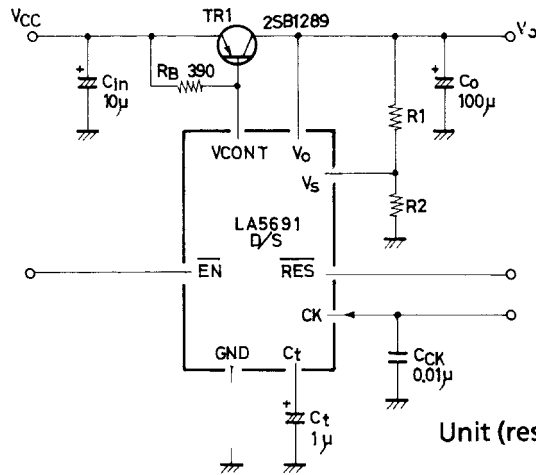 TR1 2SB1289
VCC
Vo
RB 390
Cin
10μ
Co
100μ
R1
VCONT
Vo
VS
R2
LA5691
D/S
EN
RES
CK
GND
Ct
CCK
0.01μ
Ct
1μ
Unit (res